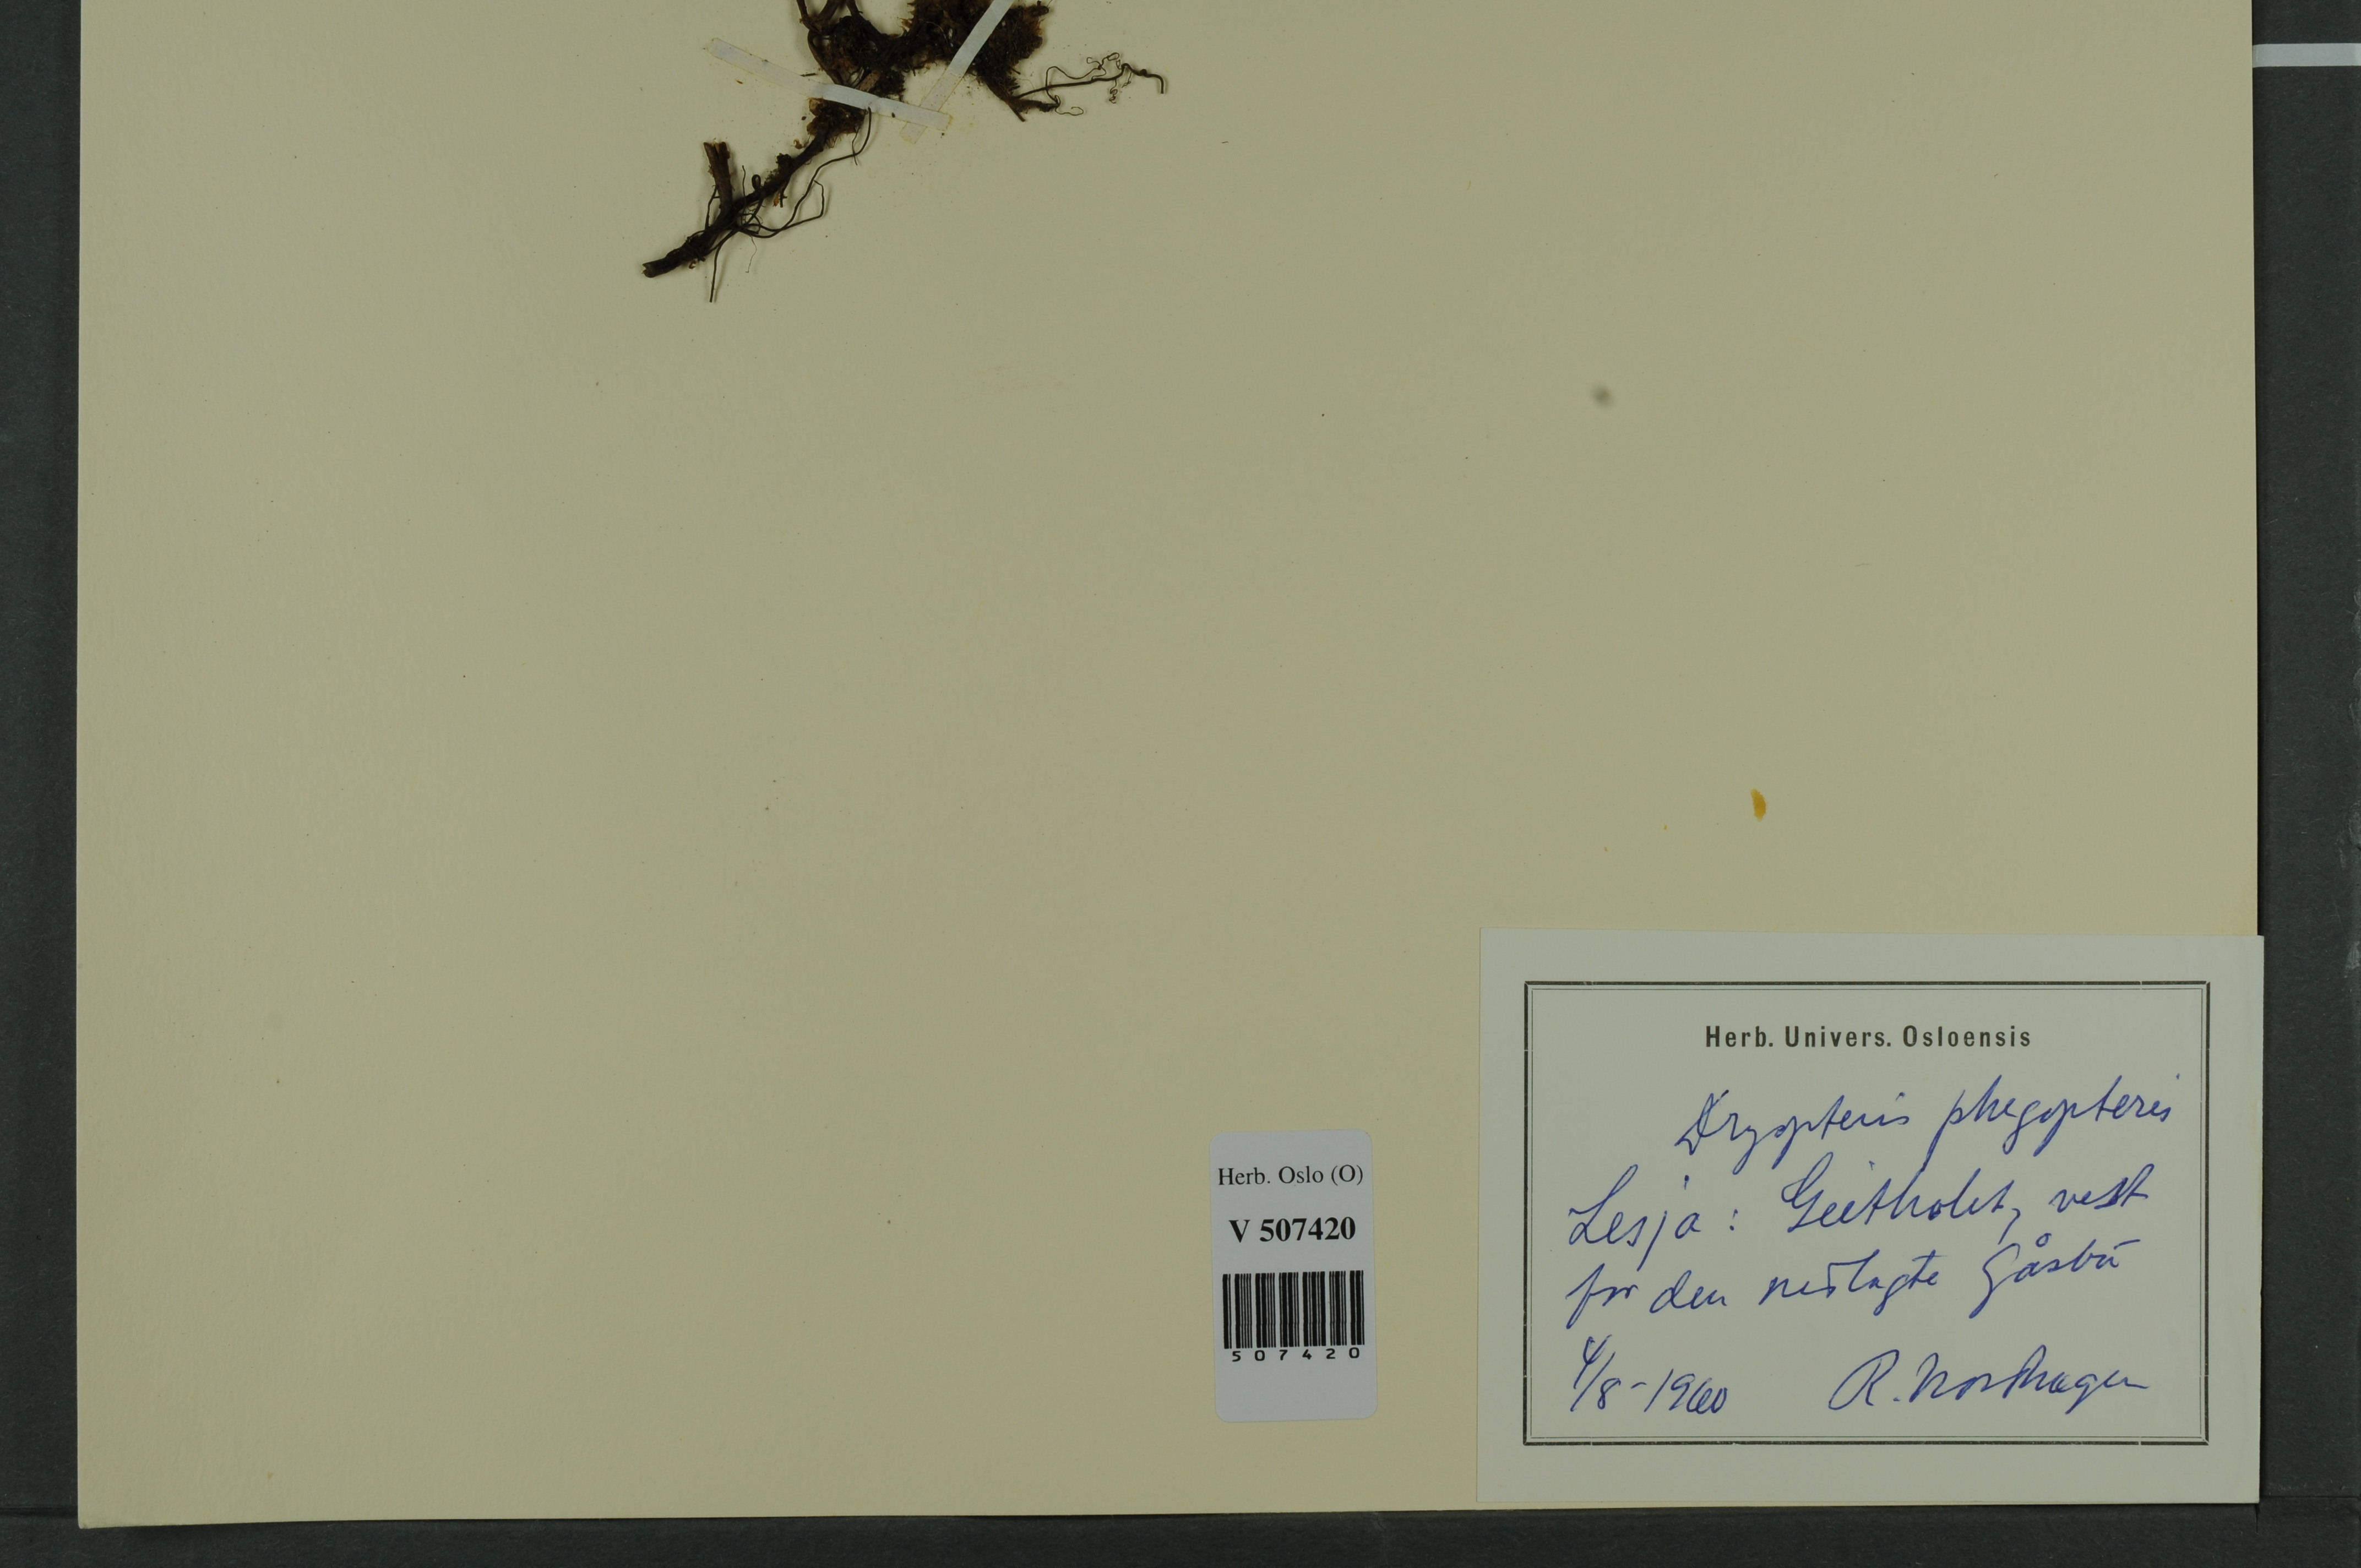 Herb. Oslo (O)
V 507420
507420
Herb. Univers. Osloensis
Dryopteris phegopteris
Lesja: Geitholet, vest
for den nedlagte Gåsbu
4/8-1960 R. Nordhagen